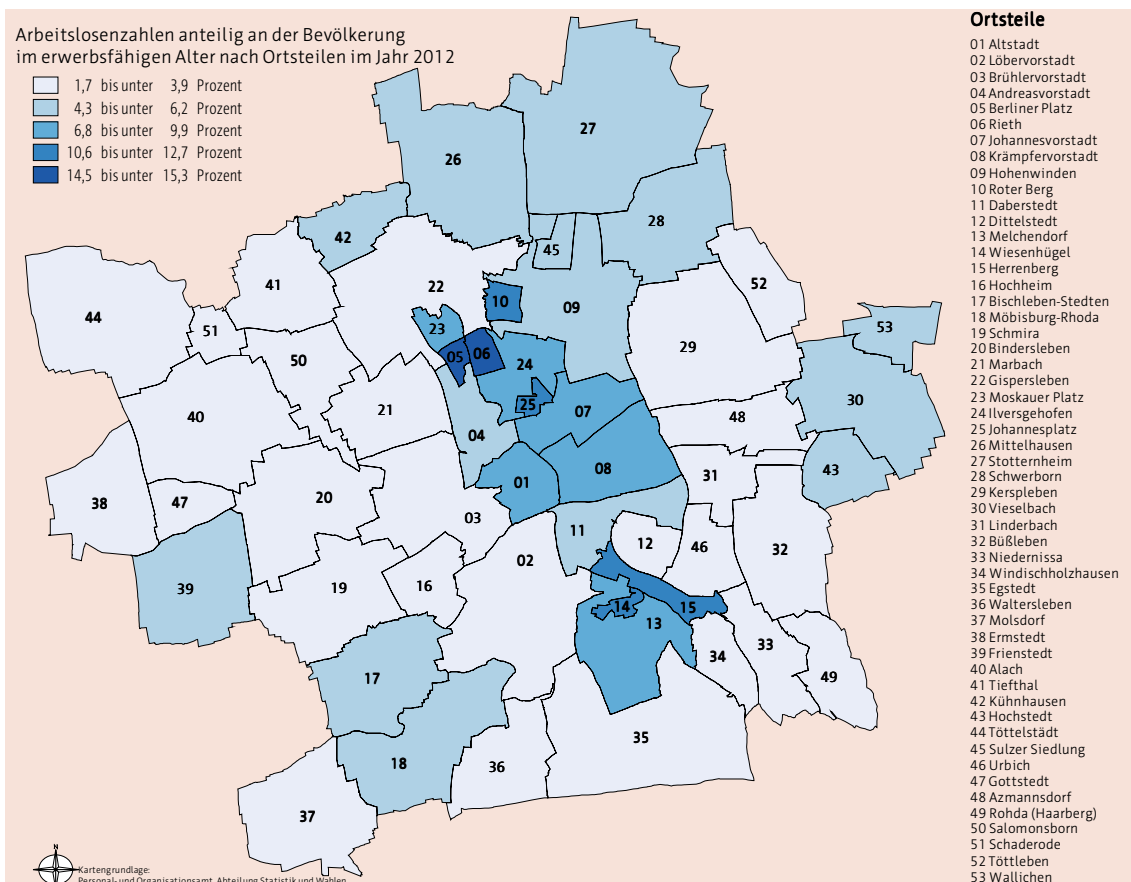 Arbeitslosenzahlen anteilig an der Bevölkerung
im erwerbsfähigen Alter nach Ortsteilen im Jahr 2012
1,7 bis unter 3,9 Prozent
4,3 bis unter 6,2 Prozent
6,8 bis unter 9,9 Prozent
10,6 bis unter 12,7 Prozent
14,5 bis unter 15,3 Prozent
27
26
28
42
45
41
22
52
44
10
09
51
23
53
05
06
29
50
24
25
21
07
30
40
48
04
08
43
31
38
01
47
20
03
11
12
46
32
02
39
19
16
14
15
13
33
34
17
49
35
18
36
37
N
Kartengrundlage:
Personal- und Organisationsamt, Abteilung Statistik und Wahlen
Ortsteile
01 Altstadt
02 Löbervorstadt
03 Brühlervorstadt
04 Andreasvorstadt
05 Berliner Platz
06 Rieth
07 Johannesvorstadt
08 Krämpfervorstadt
09 Hohenwinden
10 Roter Berg
11 Daberstedt
12 Dittelstedt
13 Melchendorf
14 Wiesenhügel
15 Herrenberg
16 Hochheim
17 Bischleben-Stedten
18 Möbisburg-Rhoda
19 Schmira
20 Bindersleben
21 Marbach
22 Gispersleben
23 Moskauer Platz
24 Ilversgehofen
25 Johannesplatz
26 Mittelhausen
27 Stotternheim
28 Schwerborn
29 Kerspleben
30 Vieselbach
31 Linderbach
32 Büßleben
33 Niedernissa
34 Windischholzhausen
35 Egstedt
36 Waltersleben
37 Molsdorf
38 Ermstedt
39 Frienstedt
40 Alach
41 Tiefthal
42 Kühnhausen
43 Hochstedt
44 Töttelstädt
45 Sulzer Siedlung
46 Urbich
47 Gottstedt
48 Azmannsdorf
49 Rohda (Haarberg)
50 Salomonsborn
51 Schaderode
52 Töttleben
53 Wallichen